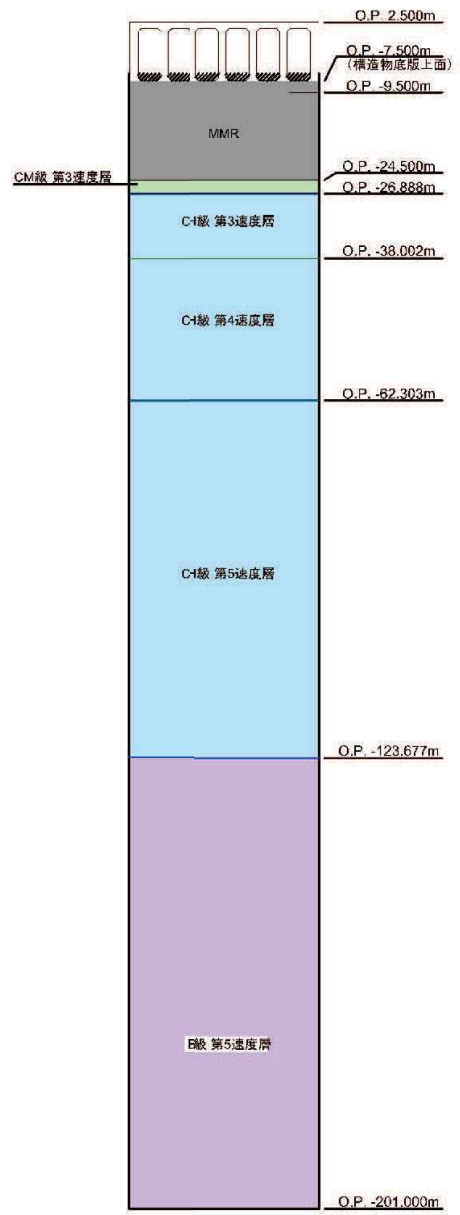 O.P. 2.500m
O.P. -7.500m
(構造物底版上面)
O.P. -9.500m
MMR
O.P. -24.500m
CM級 第3速度層
O.P. -26.888m
CH級 第3速度層
O.P. -38.002m
CH級 第4速度層
O.P. -62.303m
CH級 第5速度層
O.P. -123.677m
B級 第5速度層
O.P. -201.000m